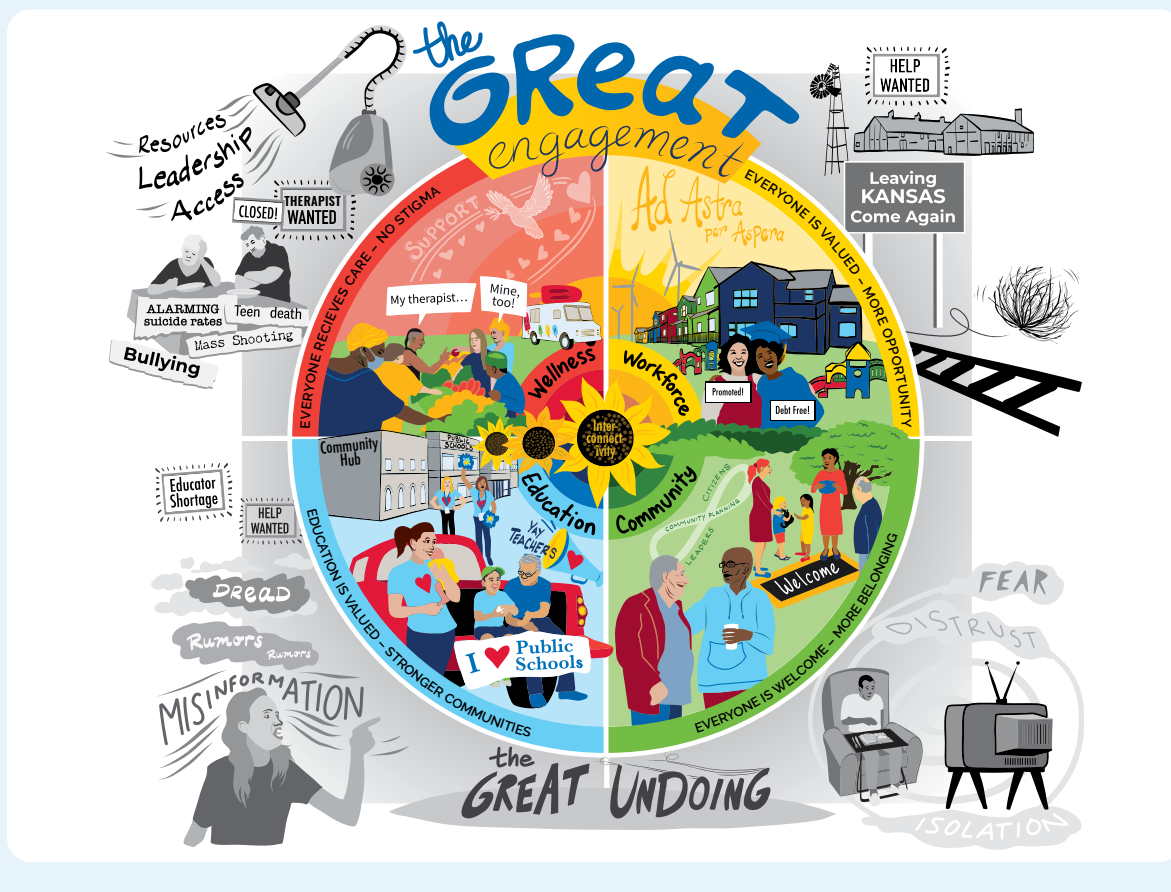 the
GREAT
engagement
Resources
Leadership
Access
CLOSED!
THERAPIST
WANTED
ALARMING
suicide rates
Teen death
Mass Shooting
Bullying
HELP
WANTED
Leaving
KANSAS
Come Again
EVERYONE RECIEVES CARE – NO STIGMA
SUPPORT
My therapist...
Mine,
too!
Wellness
EVERYONE IS VALUED – MORE OPPORTUNITY
Ad Astra
per Aspera
Workforce
Promoted!
Debt Free!
Inter
connect
ivity
Community
Hub
PUBLIC
SCHOOLS
Education
YAY
TEACHERS
I ♥ Public
Schools
EDUCATION IS VALUED – STRONGER COMMUNITIES
Community
CITIZENS
COMMUNITY PLANNING
LEADERS
Welcome
EVERYONE IS WELCOME – MORE BELONGING
Educator
Shortage
HELP
WANTED
DREAD
RUMORS
RUMORS
MISINFORMATION
FEAR
DISTRUST
ISOLATION
the
GREAT UNDOING